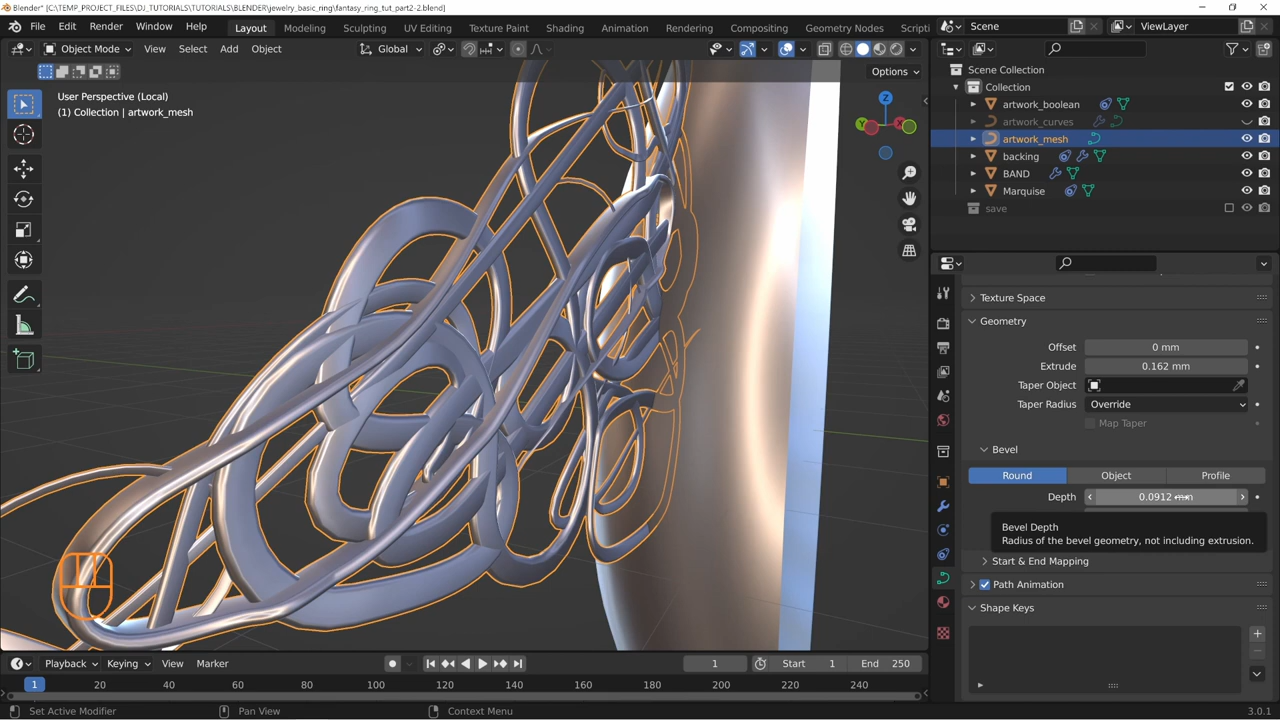 Blender* [C:\TEMP_PROJECT_FILES\DJ_TUTORIALS\TUTORIALS\BLENDER\jewelry_basic_ring\fantasy_ring_tut_part2-2.blend]
File Edit Render Window Help Layout Modeling Sculpting UV Editing Texture Paint Shading Animation Rendering Compositing Geometry Nodes Scripti Scene ViewLayer
Object Mode View Select Add Object Global
Options
User Perspective (Local)
(1) Collection | artwork_mesh
Z
Y
X
Scene Collection
Collection
artwork_boolean
artwork_curves
artwork_mesh
backing
BAND
Marquise
save
Texture Space
Geometry
Offset 0 mm
Extrude 0.162 mm
Taper Object
Taper Radius Override
Map Taper
Bevel
Round Object Profile
Depth 0.0912 mm
Bevel Depth
Radius of the bevel geometry, not including extrusion.
Start & End Mapping
Path Animation
Shape Keys
Playback Keying View Marker 1 Start 1 End 250
1 20 40 60 80 100 120 140 160 180 200 220 240
Set Active Modifier Pan View Context Menu 3.0.1